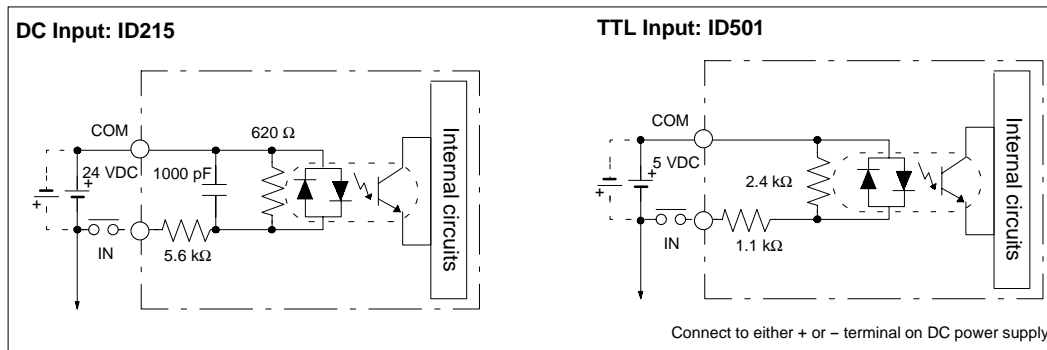 DC Input: ID215
COM
24 VDC
+
+
1000 pF
620 Ω
IN
5.6 kΩ
Internal circuits
TTL Input: ID501
COM
5 VDC
+
+
2.4 kΩ
IN
1.1 kΩ
Internal circuits
Connect to either + or – terminal on DC power supply